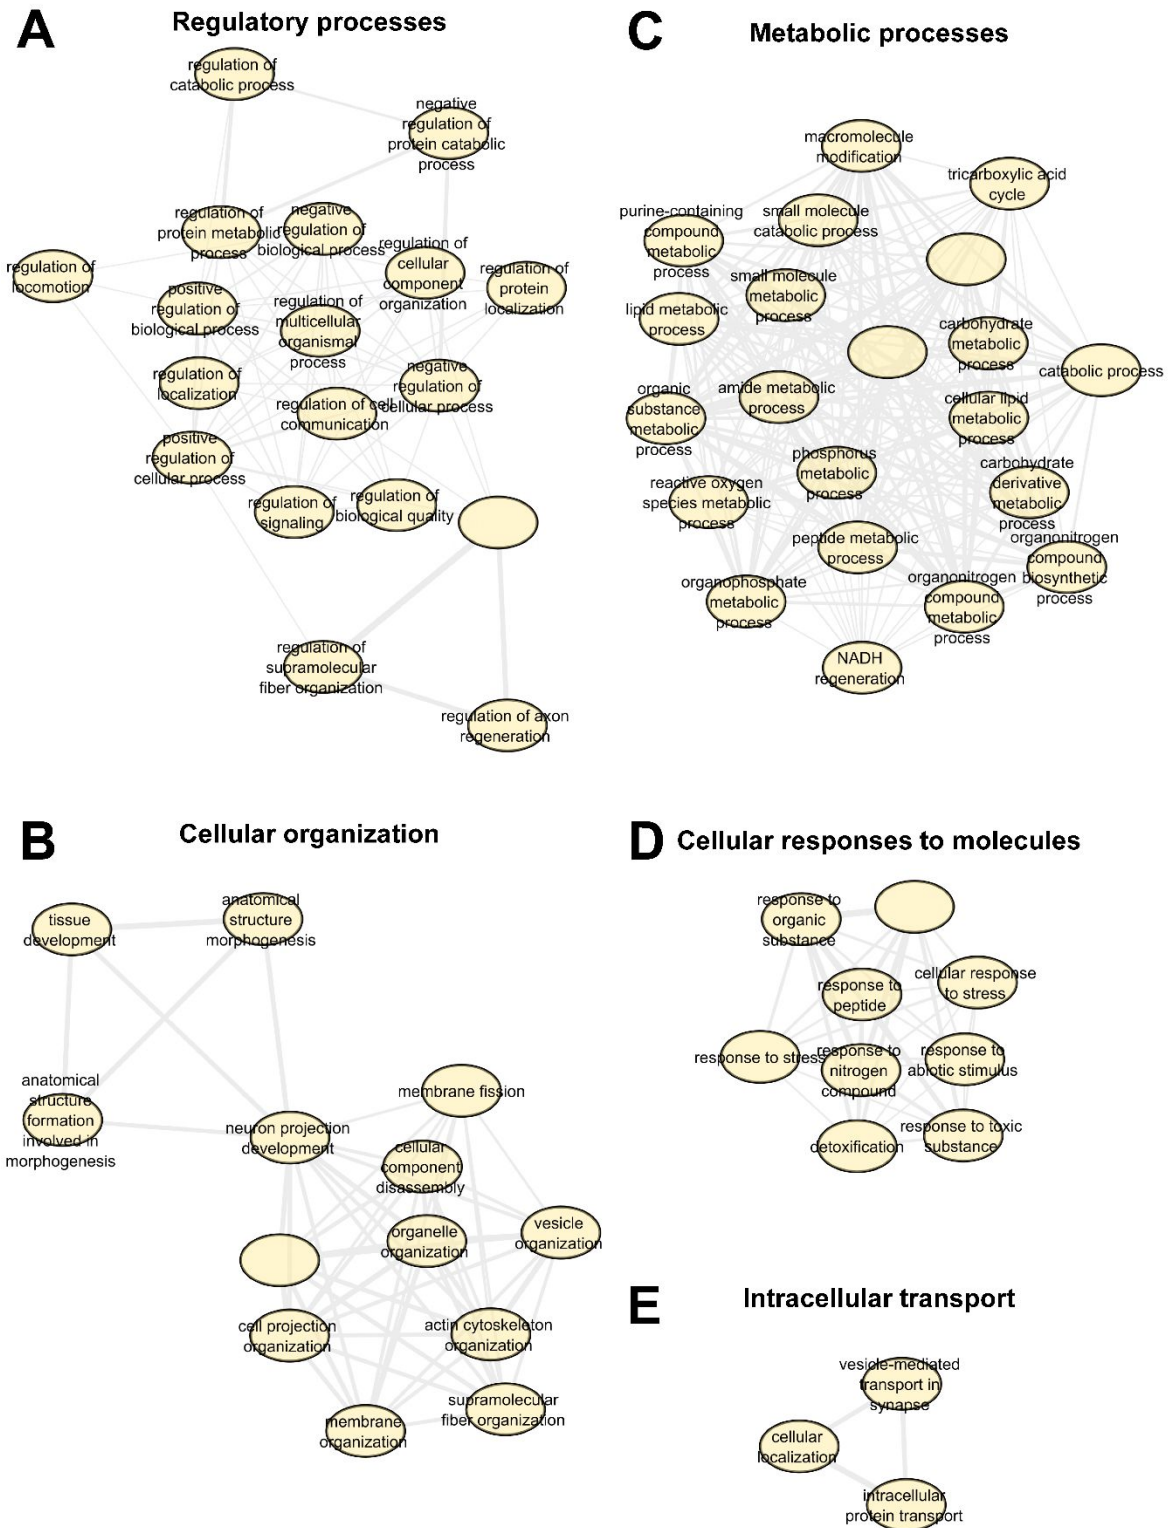 A
Regulatory processes
regulation of
catabolic process
negative
regulation of
protein catabolic
process
regulation of
protein metabolic
process
negative
regulation of
biological process
regulation of
cellular
component
organization
regulation of
protein
localization
regulation of
locomotion
positive
regulation of
biological process
regulation of
multicellular
organismal
process
regulation of
localization
negative
regulation of
cellular process
regulation of cell
communication
positive
regulation of
cellular process
regulation of
signaling
regulation of
biological quality
regulation of
supramolecular
fiber organization
regulation of axon
regeneration
C
Metabolic processes
macromolecule
modification
tricarboxylic acid
cycle
purine-containing
compound
metabolic
process
small molecule
catabolic process
small molecule
metabolic
process
lipid metabolic
process
carbohydrate
metabolic
process
catabolic process
organic
substance
metabolic
process
amide metabolic
process
cellular lipid
metabolic
process
phosphorus
metabolic
process
carbohydrate
derivative
metabolic
process
reactive oxygen
species metabolic
process
peptide metabolic
process
organonitrogen
compound
biosynthetic
process
organophosphate
metabolic
process
organonitrogen
compound
metabolic
process
NADH
regeneration
B
Cellular organization
tissue
development
anatomical
structure
morphogenesis
anatomical
structure
formation
involved in
morphogenesis
membrane fission
neuron projection
development
cellular
component
disassembly
organelle
organization
vesicle
organization
cell projection
organization
actin cytoskeleton
organization
supramolecular
fiber organization
membrane
organization
D
Cellular responses to molecules
response to
organic
substance
response to
peptide
cellular response
to stress
response to stress
response to
nitrogen
compound
response to
abiotic stimulus
detoxification
response to toxic
substance
E
Intracellular transport
vesicle-mediated
transport in
synapse
cellular
localization
intracellular
protein transport